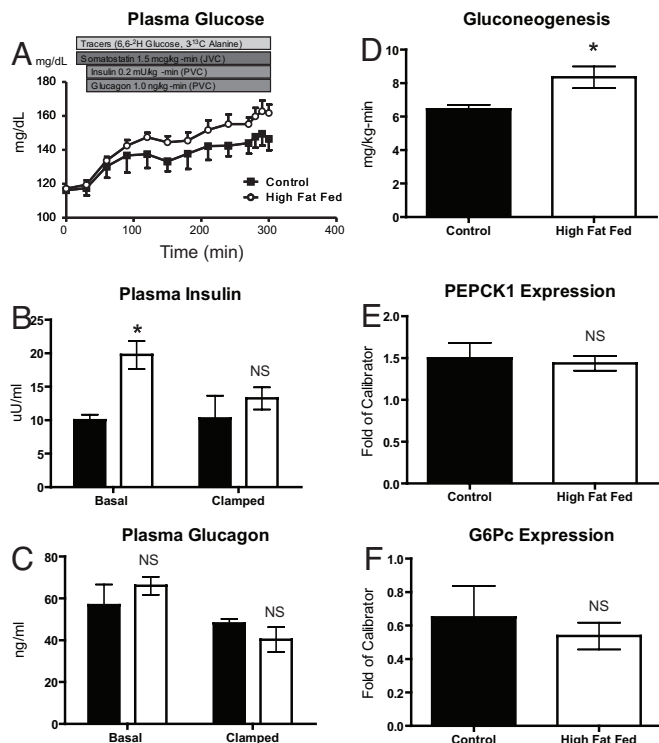 Plasma Glucose
A
mg/dL
Tracers (6,6-²H Glucose, 3-¹³C Alanine)
Somatostatin 1.5 mcg/kg-min (JVC)
Insulin 0.2 mU/kg-min (PVC)
Glucagon 1.0 ng/kg-min (PVC)
mg/dL
180
160
140
120
100
Control
High Fat Fed
0 100 200 300 400
Time (min)
Plasma Insulin
B
uU/ml
25
20
15
10
5
0
*
NS
Basal Clamped
Plasma Glucagon
C
ng/ml
100
80
60
40
20
0
NS
NS
Basal Clamped
Gluconeogenesis
D
mg/kg-min
10
8
6
4
2
0
*
Control High Fat Fed
PEPCK1 Expression
E
Fold of Calibrator
2.0
1.5
1.0
0.5
0.0
NS
Control High Fat Fed
G6Pc Expression
F
Fold of Calibrator
1.0
0.8
0.6
0.4
0.2
0.0
NS
Control High Fat Fed